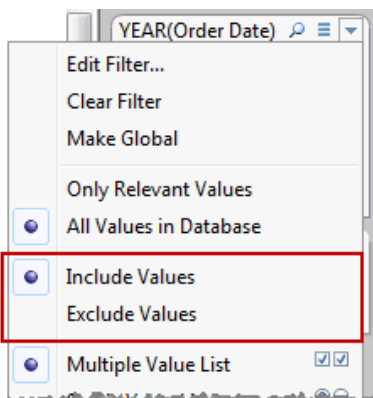 YEAR(Order Date)
Edit Filter...
Clear Filter
Make Global
Only Relevant Values
All Values in Database
Include Values
Exclude Values
Multiple Value List